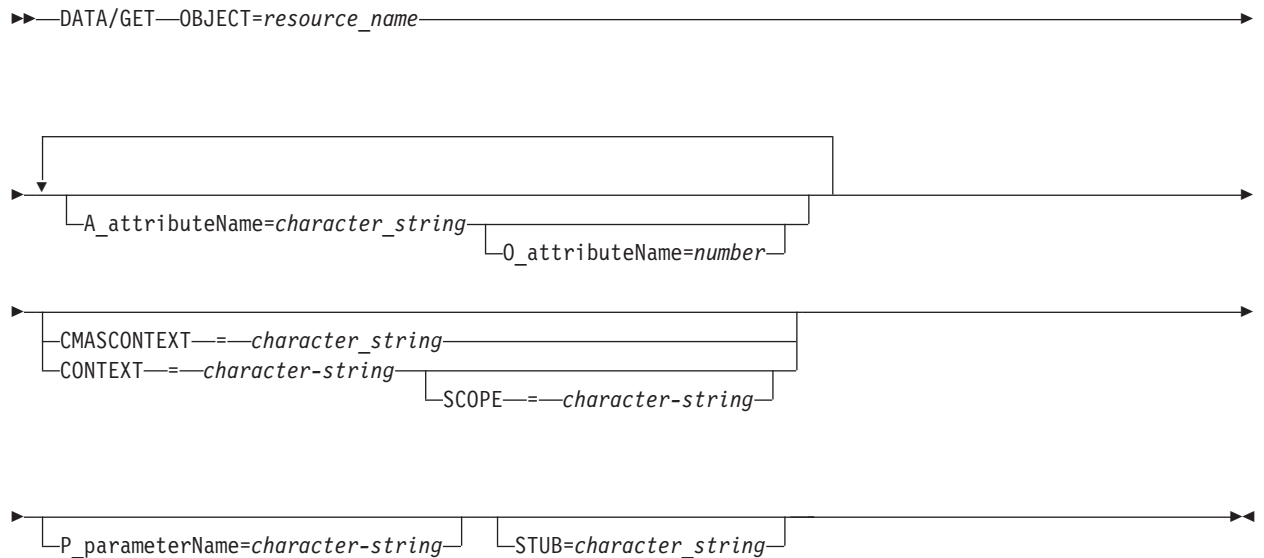 DATA/GET OBJECT=resource_name
A_attributeName=character_string
O_attributeName=number
CMASCONTEXT = character_string
CONTEXT = character-string
SCOPE = character-string
P_parameterName=character-string STUB=character_string